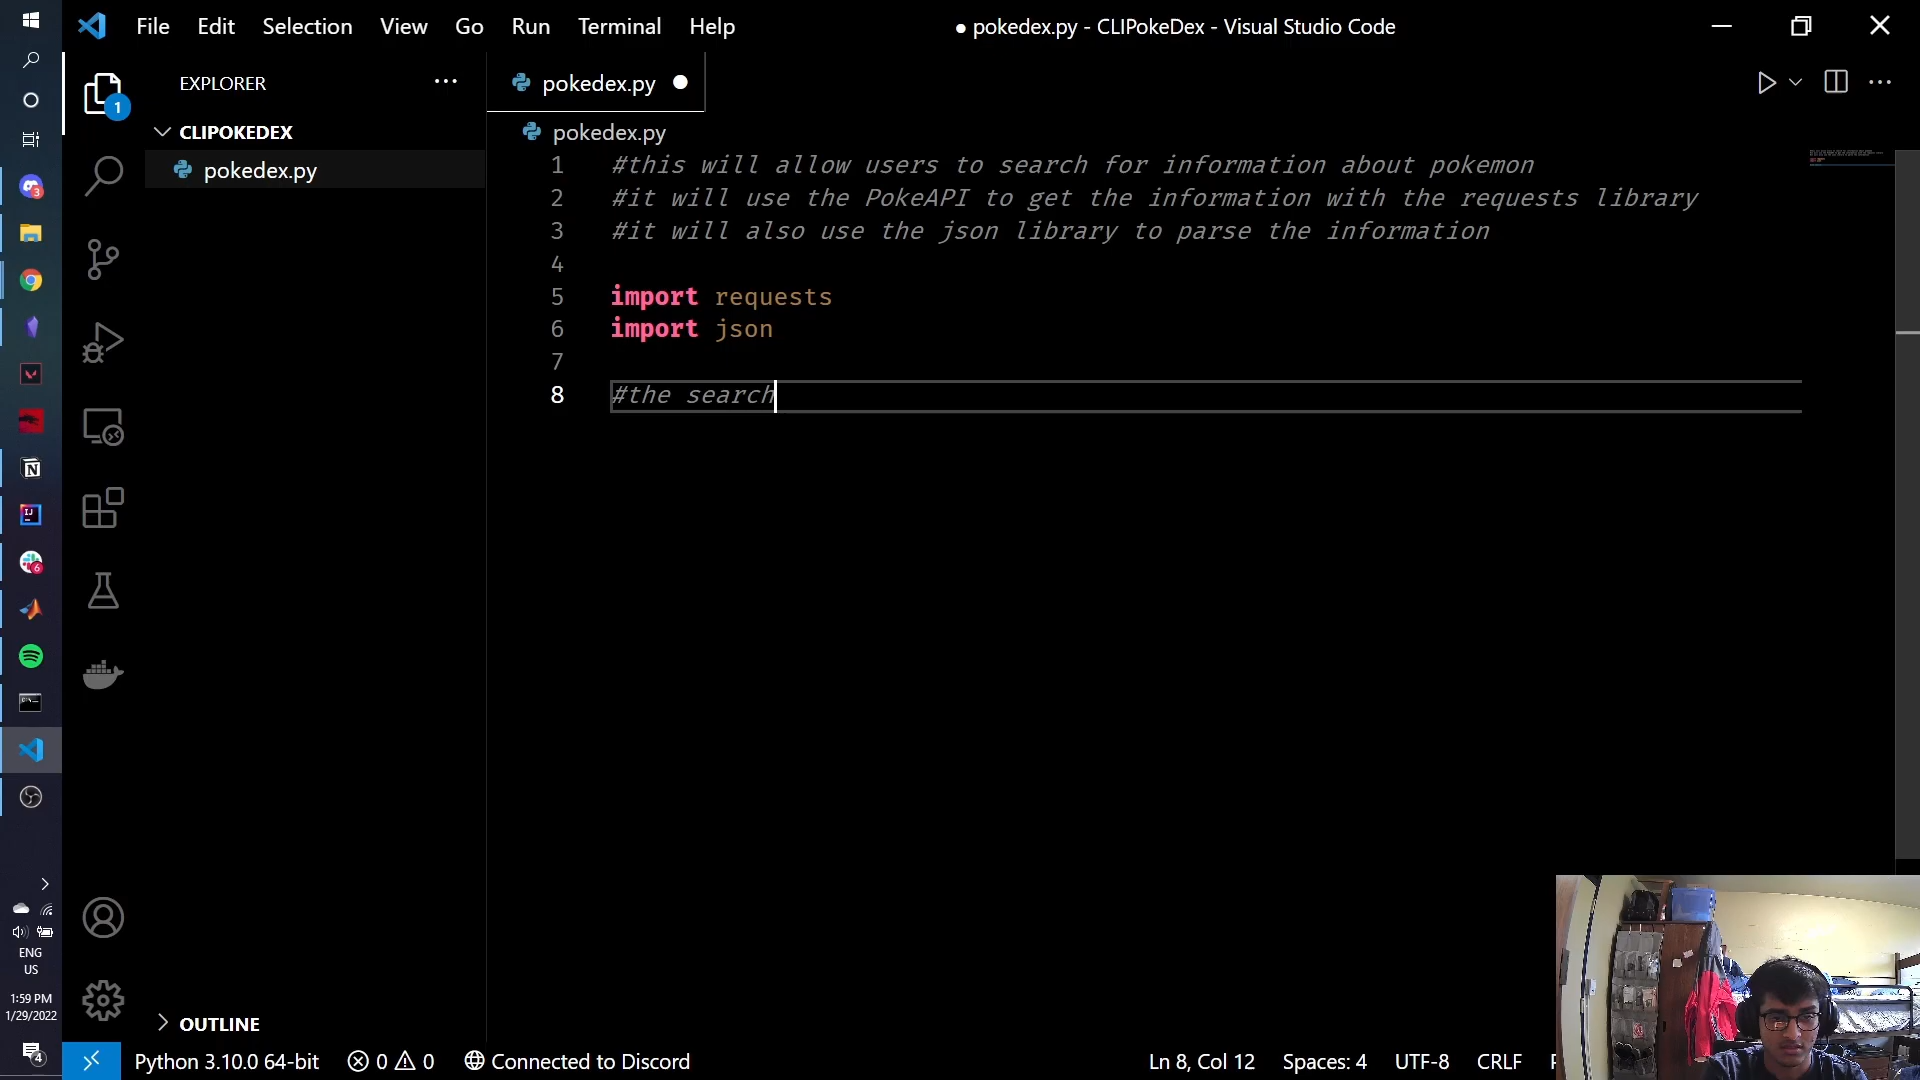 File Edit Selection View Go Run Terminal Help
● pokedex.py - CLIPokeDex - Visual Studio Code
EXPLORER
1
CLIPOKEDEX
pokedex.py
pokedex.py
pokedex.py
1 #this will allow users to search for information about pokemon
2 #it will use the PokeAPI to get the information with the requests library
3 #it will also use the json library to parse the information
4
5 import requests
6 import json
7
8 #the search
OUTLINE
3
N
IJ
6
ENG
US
1:59 PM
1/29/2022
4
Python 3.10.0 64-bit 0 0 Connected to Discord
Ln 8, Col 12 Spaces: 4 UTF-8 CRLF